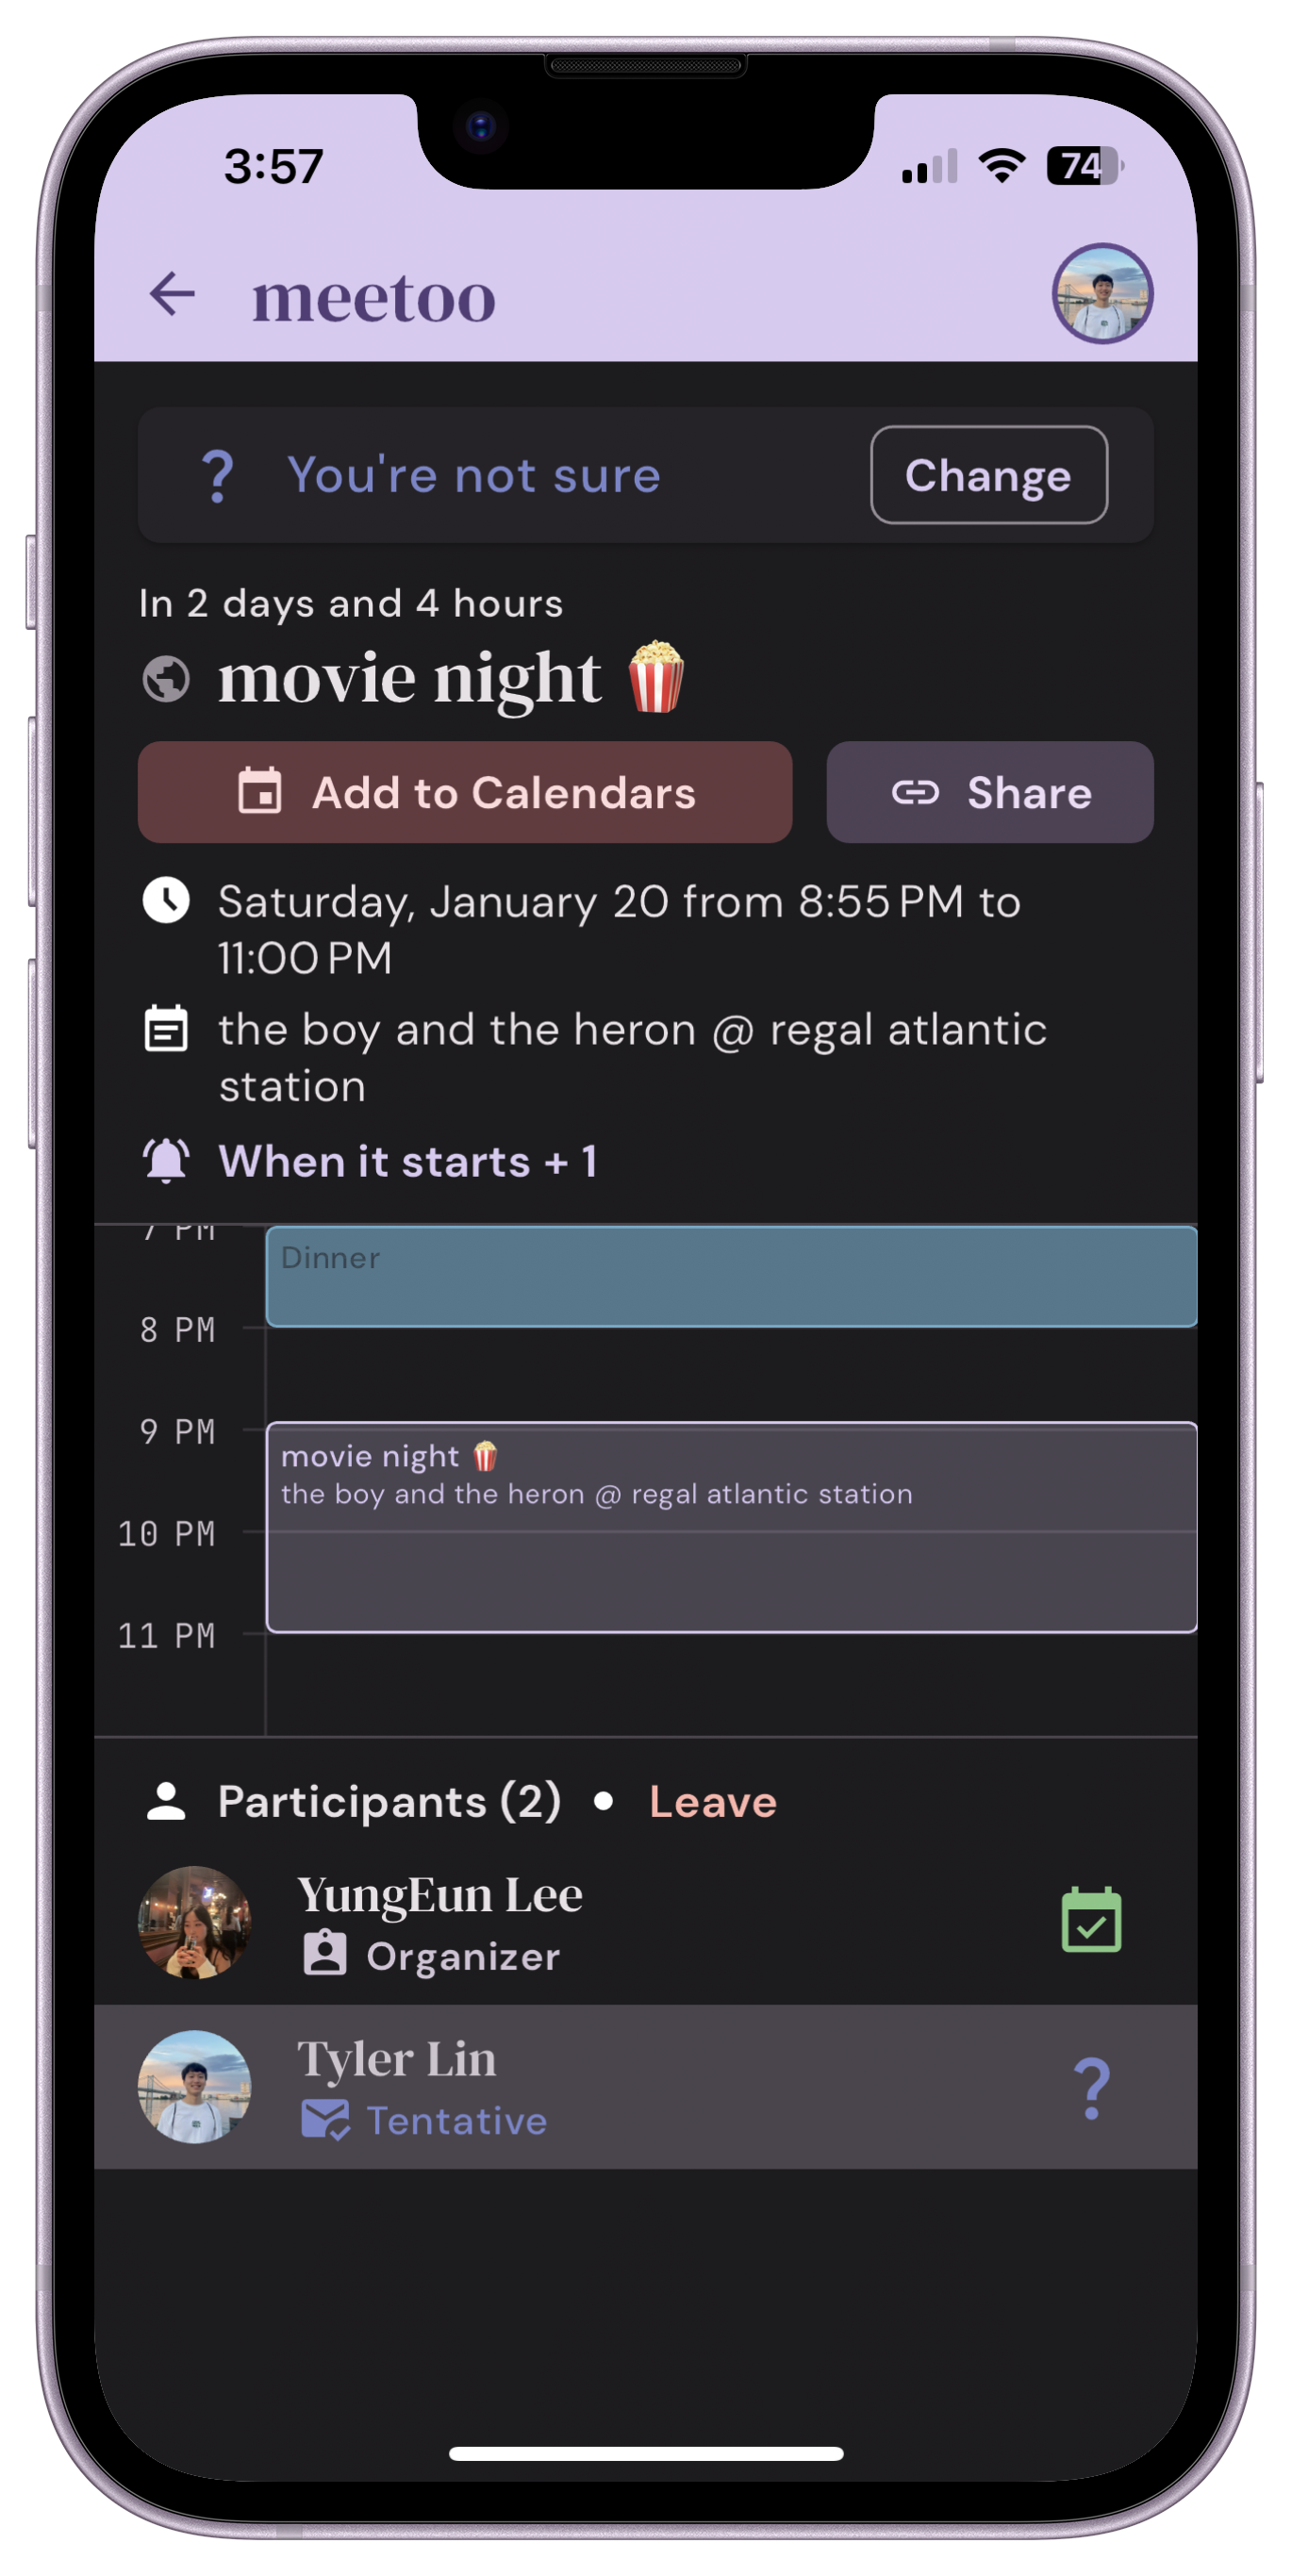 3:57
74
meetoo
? You're not sure Change
In 2 days and 4 hours
movie night 🍿
Add to Calendars Share
Saturday, January 20 from 8:55 PM to
11:00 PM
the boy and the heron @ regal atlantic
station
When it starts + 1
7 PM
Dinner
8 PM
9 PM
movie night 🍿
the boy and the heron @ regal atlantic station
10 PM
11 PM
Participants (2) • Leave
YungEun Lee
Organizer
Tyler Lin
Tentative
?